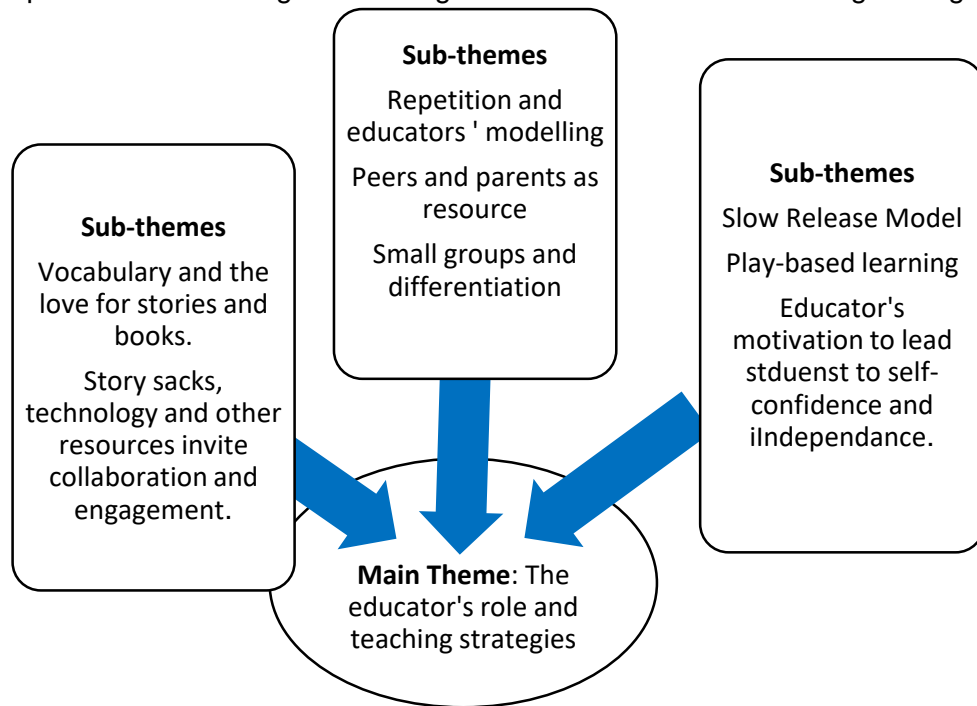 Sub-themes
Vocabulary and the
love for stories and
books.
Story sacks,
technology and other
resources invite
collaboration and
engagement.
Sub-themes
Repetition and
educators ' modelling
Peers and parents as
resource
Small groups and
differentiation
Sub-themes
Slow Release Model
Play-based learning
Educator's
motivation to lead
stduenst to self-
confidence and
iIndependance.
Main Theme: The
educator's role and
teaching strategies